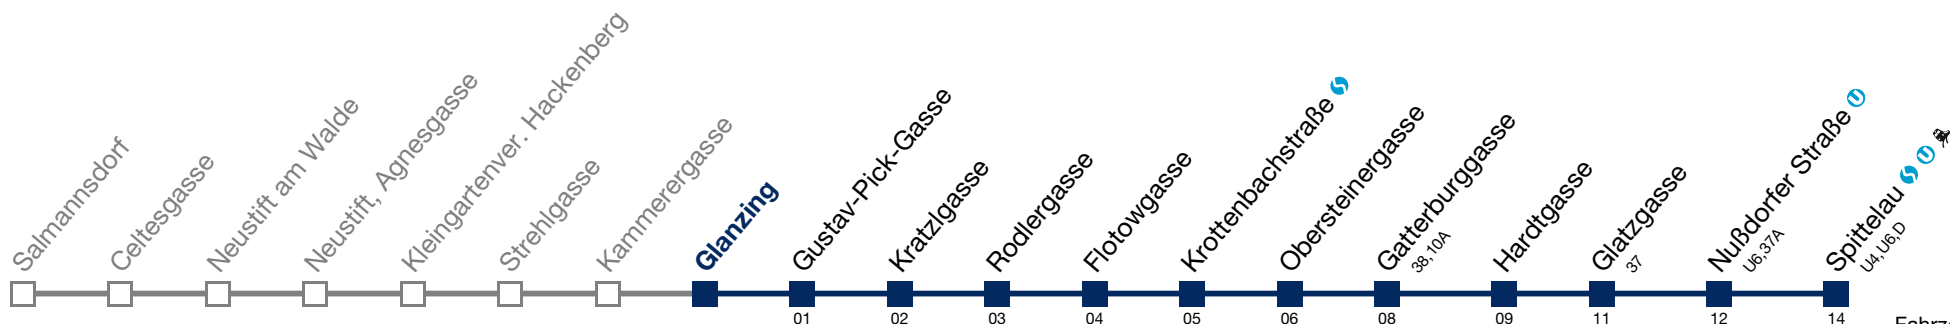 Salmannsdorf
Celtesgasse
Neustift am Walde
Neustift, Agnesgasse
Kleingartenver. Hackenberg
Strehlgasse
Kammerergasse
Glanzing
Gustav-Pick-Gasse
Kratzlgasse
Rodlergasse
Flotowgasse
Krottenbachstraße S
Obersteinergasse
Gatterburggasse
38, 10A
Hardtgasse
Glatzgasse
37
Nußdorfer Straße U
U6, 37A
Spittelau S U
U4, U6, D
01 02 03 04 05 06 08 09 11 12 14